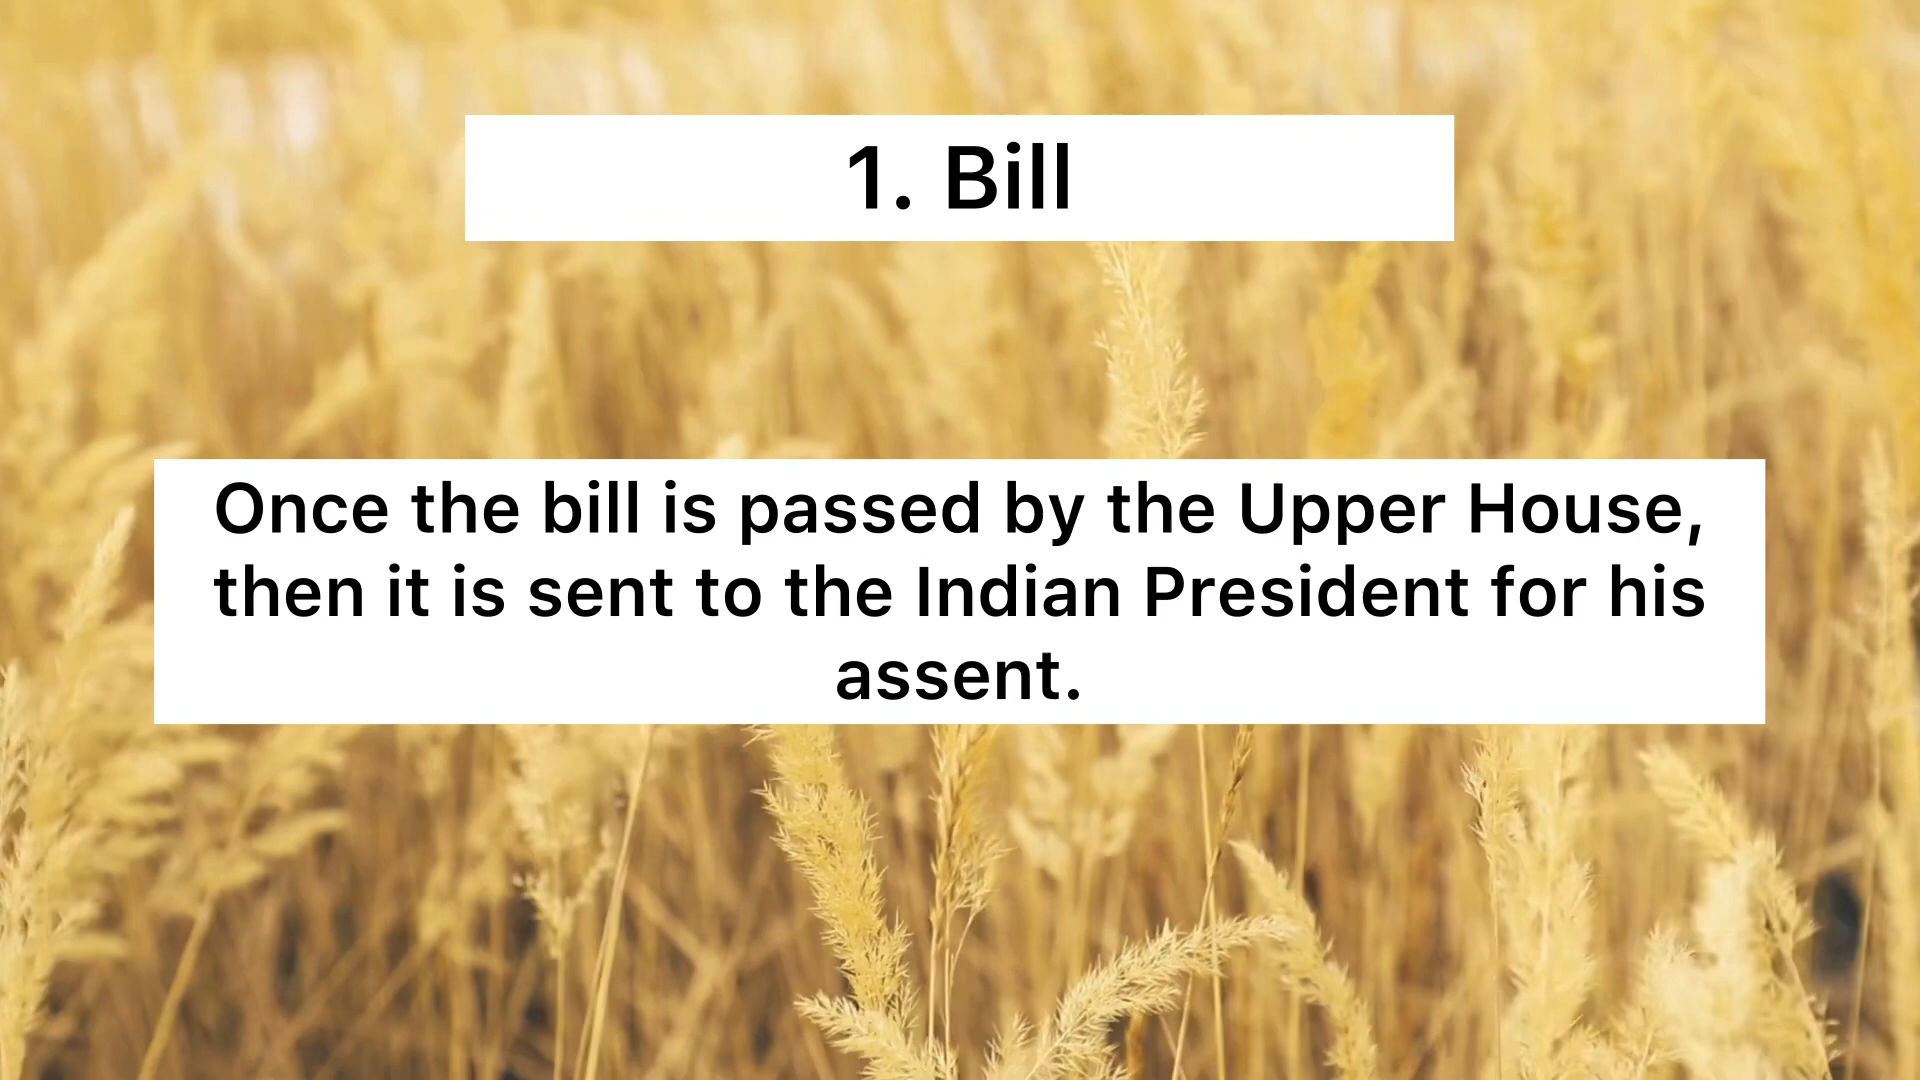 1. Bill
Once the bill is passed by the Upper House,
then it is sent to the Indian President for his
assent.